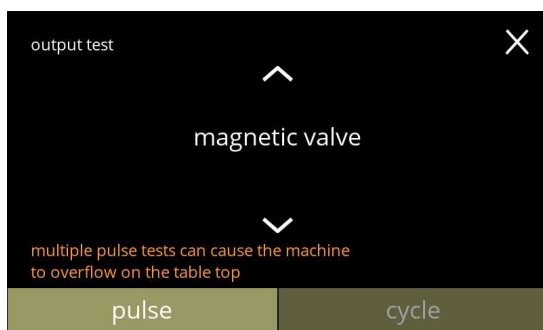 output test
magnetic valve
multiple pulse tests can cause the machine
to overflow on the table top
pulse
cycle